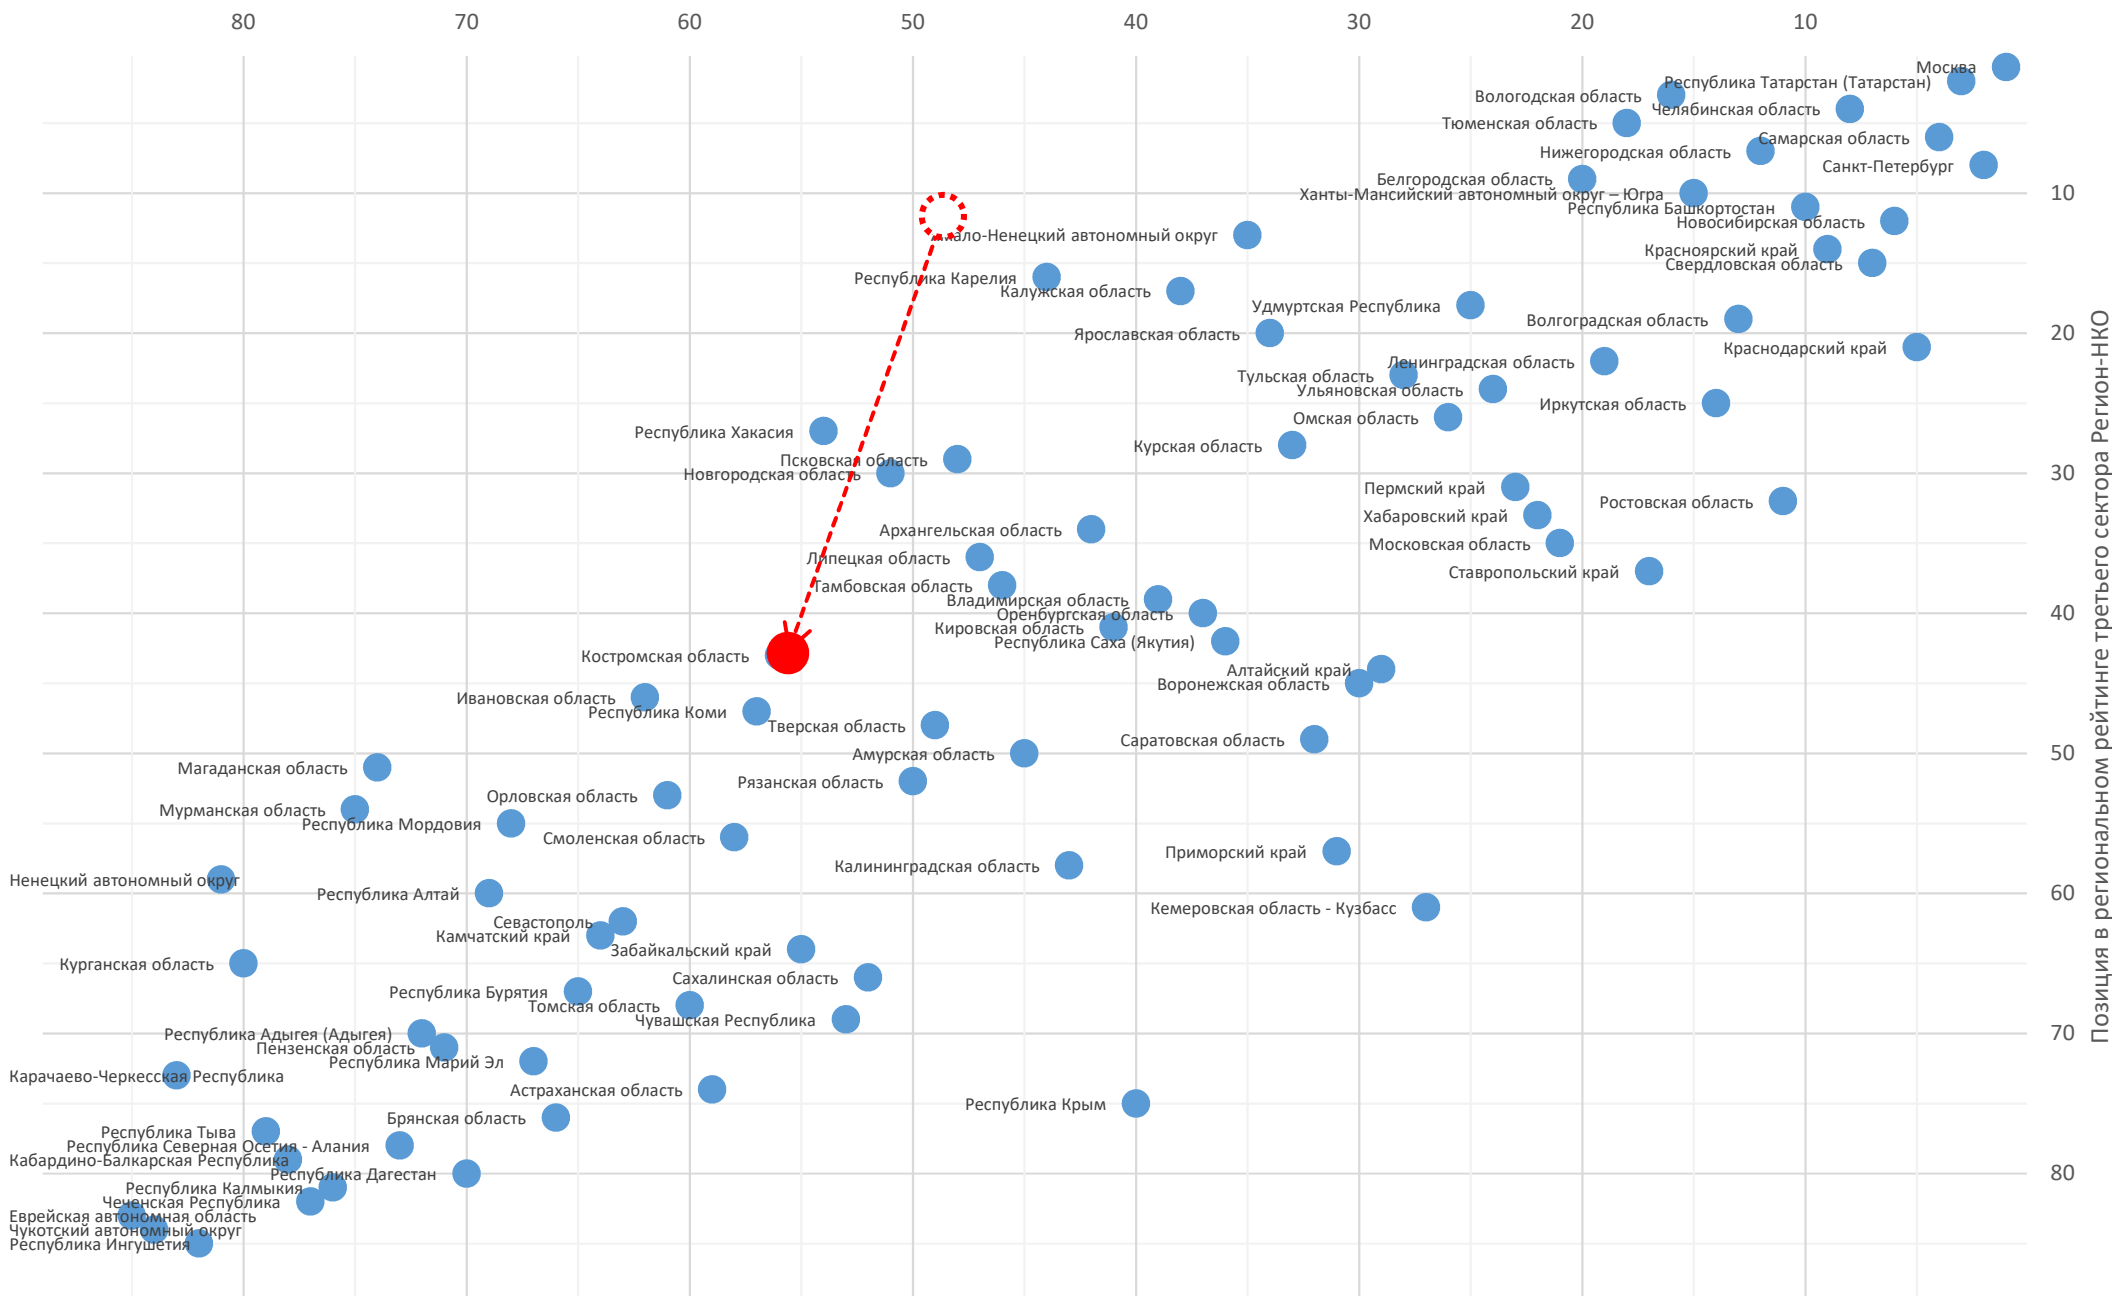 80 70 60 50 40 30 20 10
Москва
Республика Татарстан (Татарстан)
Вологодская область
Челябинская область
Тюменская область
Самарская область
Нижегородская область
Санкт-Петербург
Белгородская область
10
Ханты-Мансийский автономный округ – Югра
Республика Башкортостан
Новосибирская область
Ненецкий автономный округ
Красноярский край
Свердловская область
Республика Карелия
Калужская область
Удмуртская Республика
Волгоградская область
20
Ярославская область
Краснодарский край
Ленинградская область
Тульская область
Ульяновская область
Иркутская область
Омская область
Республика Хакасия
Курская область
Псковская область
30
Новгородская область
Пермский край
Ростовская область
Хабаровский край
Архангельская область
Московская область
Липецкая область
Ставропольский край
Тамбовская область
Владимирская область
40
Оренбургская область
Кировская область
Республика Саха (Якутия)
Костромская область
Алтайский край
Воронежская область
Ивановская область
Республика Коми
Тверская область
Саратовская область
50
Амурская область
Магаданская область
Рязанская область
Орловская область
Мурманская область
Республика Мордовия
Смоленская область
Приморский край
Калининградская область
Ненецкий автономный округ
60
Республика Алтай
Кемеровская область - Кузбасс
Севастополь
Камчатский край
Забайкальский край
Курганская область
Сахалинская область
Республика Бурятия
Томская область
Чувашская Республика
70
Республика Адыгея (Адыгея)
Пензенская область
Республика Марий Эл
Карачаево-Черкесская Республика
Астраханская область
Республика Крым
Брянская область
Республика Тыва
Республика Северная Осетия - Алания
Кабардино-Балкарская Республика
80
Республика Дагестан
Республика Калмыкия
Чеченская Республика
Еврейская автономная область
Чукотский автономный округ
Республика Ингушетия
Позиция в региональном рейтинге третьего сектора Регион-НКО